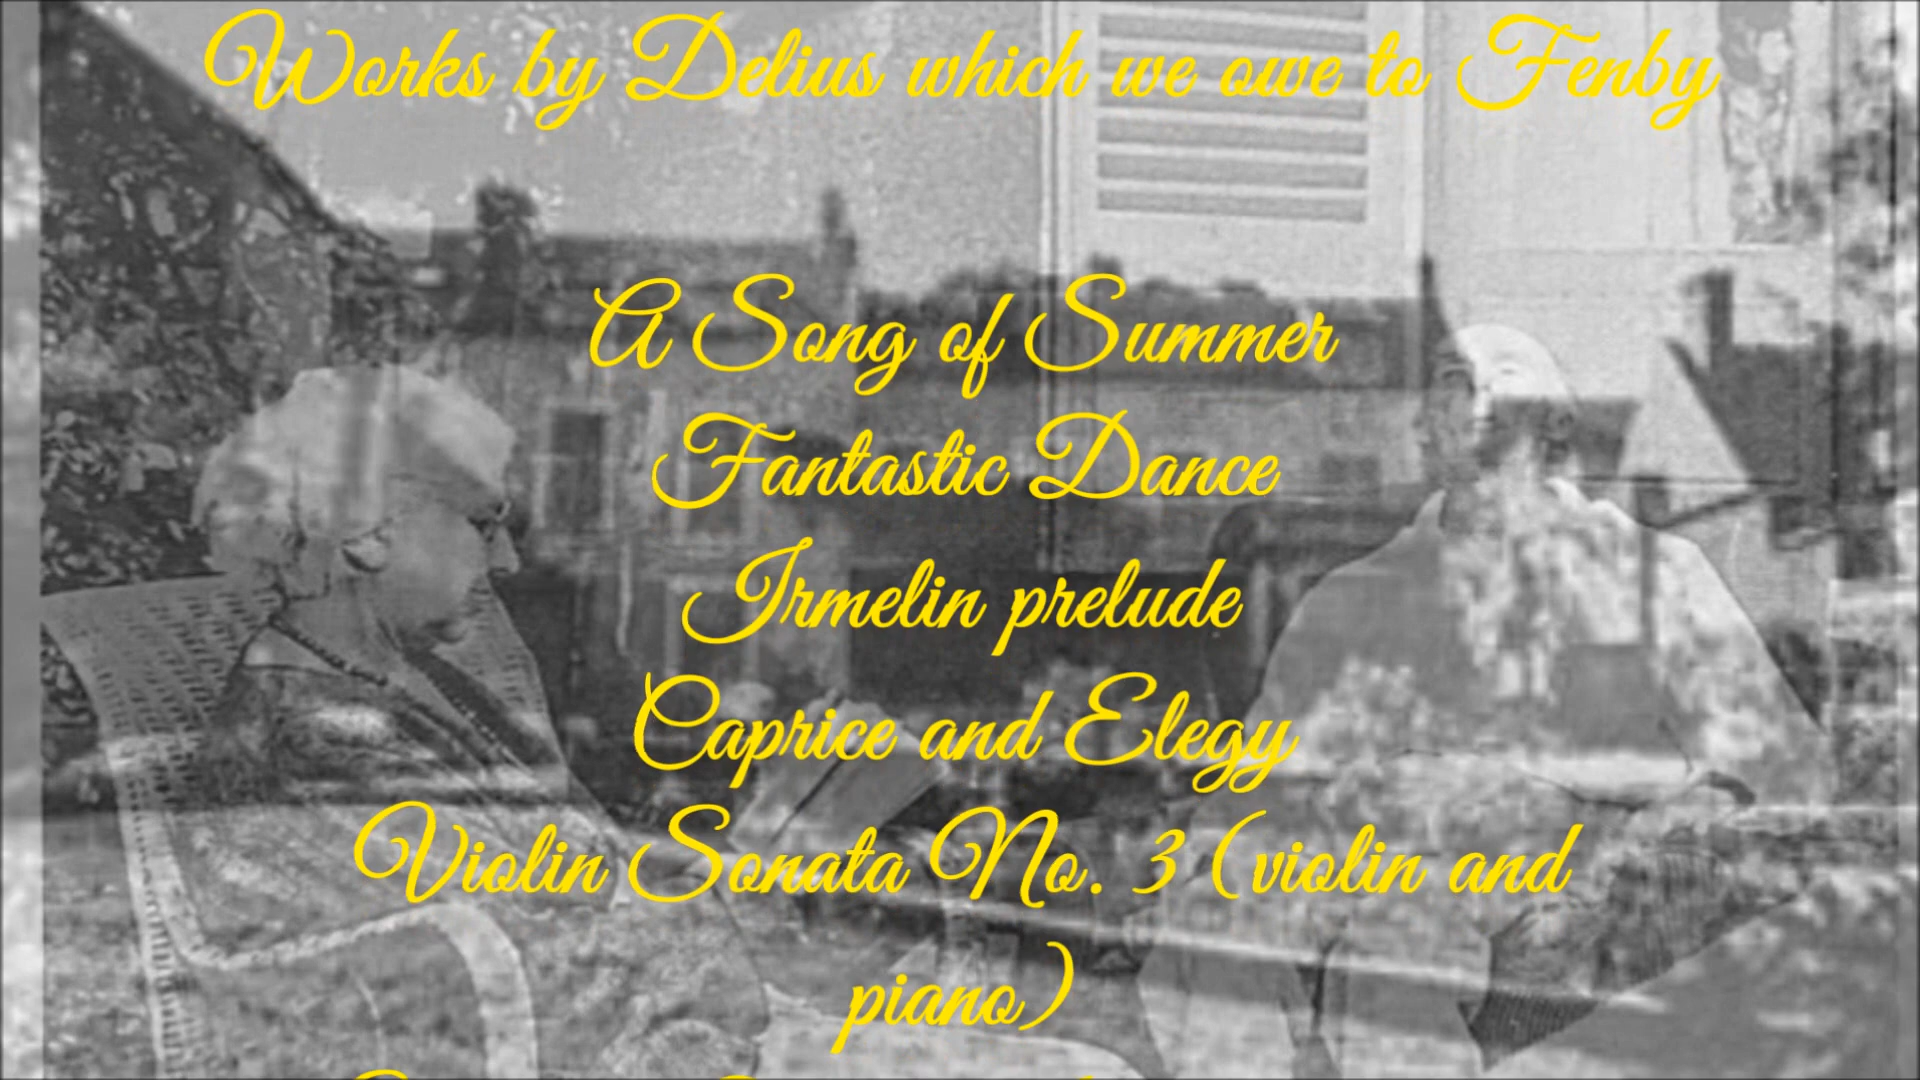 Works by Delius which we owe to Fenby
A Song of Summer
Fantastic Dance
Irmelin prelude
Caprice and Elegy
Violin Sonata No. 3 (violin and
piano)